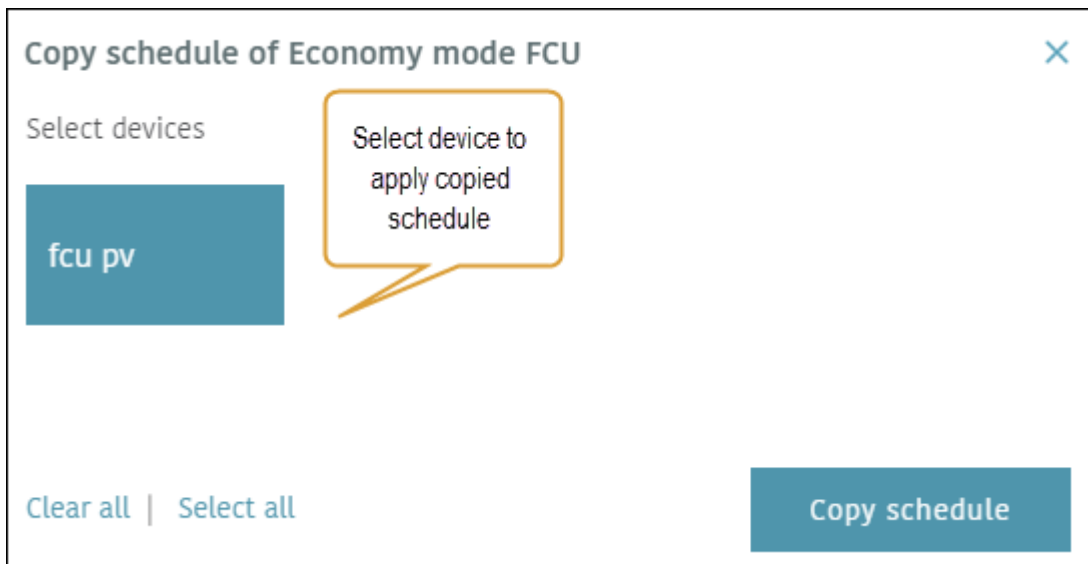 Copy schedule of Economy mode FCU
Select devices
Select device to
apply copied
schedule
fcu pv
Clear all | Select all
Copy schedule